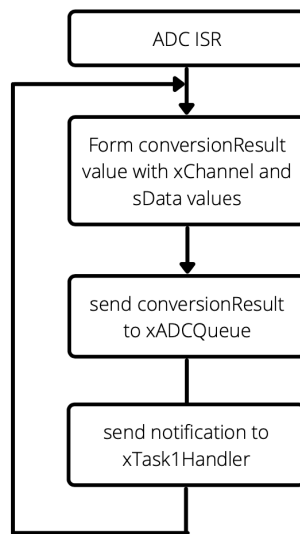 ADC ISR
Form conversionResult
value with xChannel and
sData values
send conversionResult
to xADCQueue
send notification to
xTask1Handler